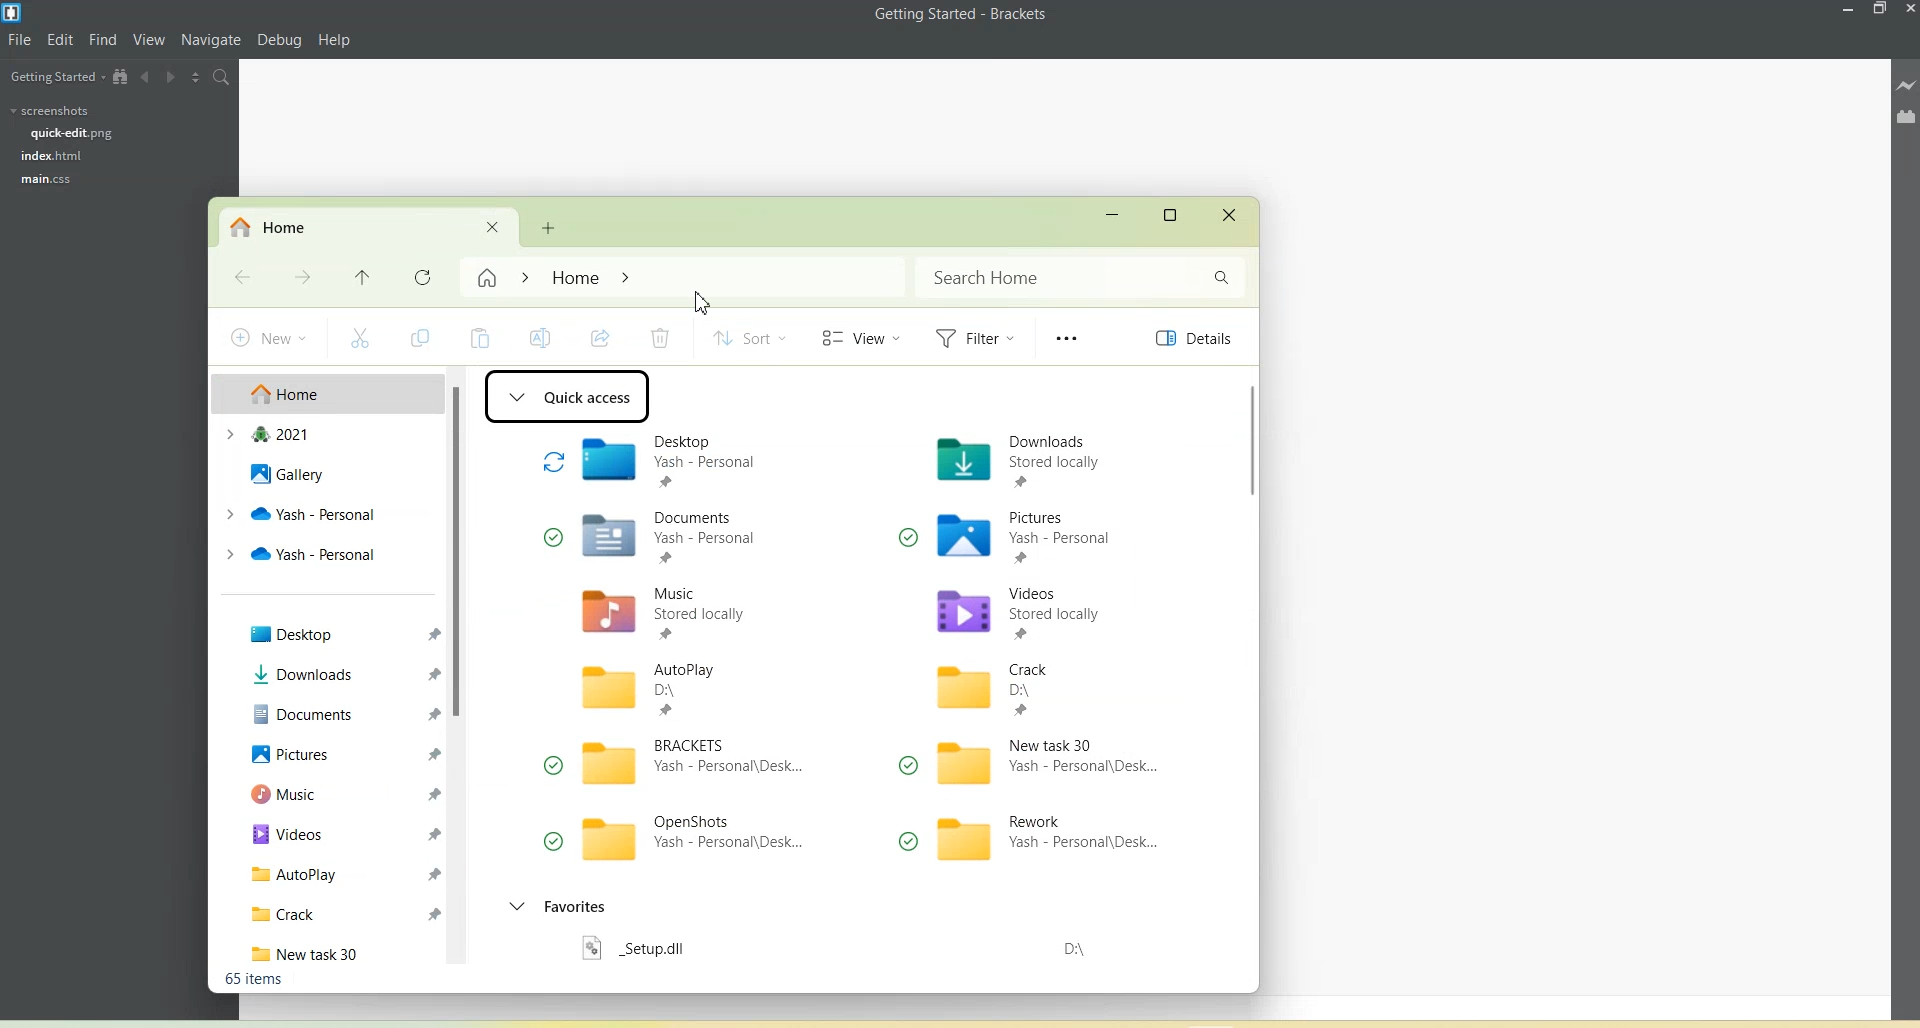 Getting Started - Brackets
File Edit Find View Navigate Debug Help
Getting Started
screenshots
quick-edit.png
index.html
main.css
Home
Home
Search Home
New
Sort
View
Filter
Details
Home
2021
Gallery
Yash - Personal
Yash - Personal
Desktop
Downloads
Documents
Pictures
Music
Videos
AutoPlay
Crack
New task 30
65 items
Quick access
Desktop
Yash - Personal
Downloads
Stored locally
Documents
Yash - Personal
Pictures
Yash - Personal
Music
Stored locally
Videos
Stored locally
AutoPlay
D:\
Crack
D:\
BRACKETS
Yash - Personal\Desk...
New task 30
Yash - Personal\Desk...
OpenShots
Yash - Personal\Desk...
Rework
Yash - Personal\Desk...
Favorites
_Setup.dll D:\